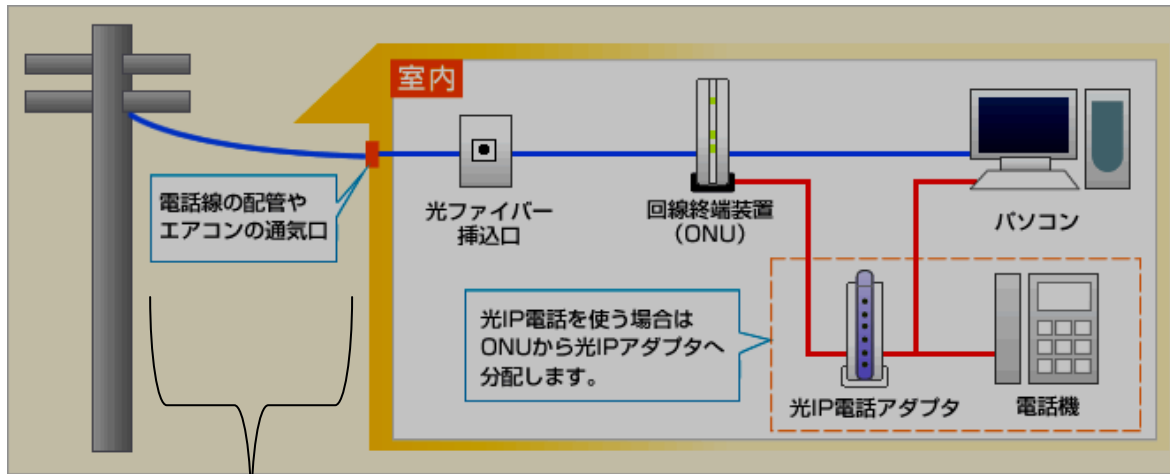 室内
電話線の配管や
エアコンの通気口
光ファイバー
挿込口
回線終端装置
(ONU)
パソコン
光IP電話を使う場合は
ONUから光IPアダプタへ
分配します。
光IP電話アダプタ
電話機